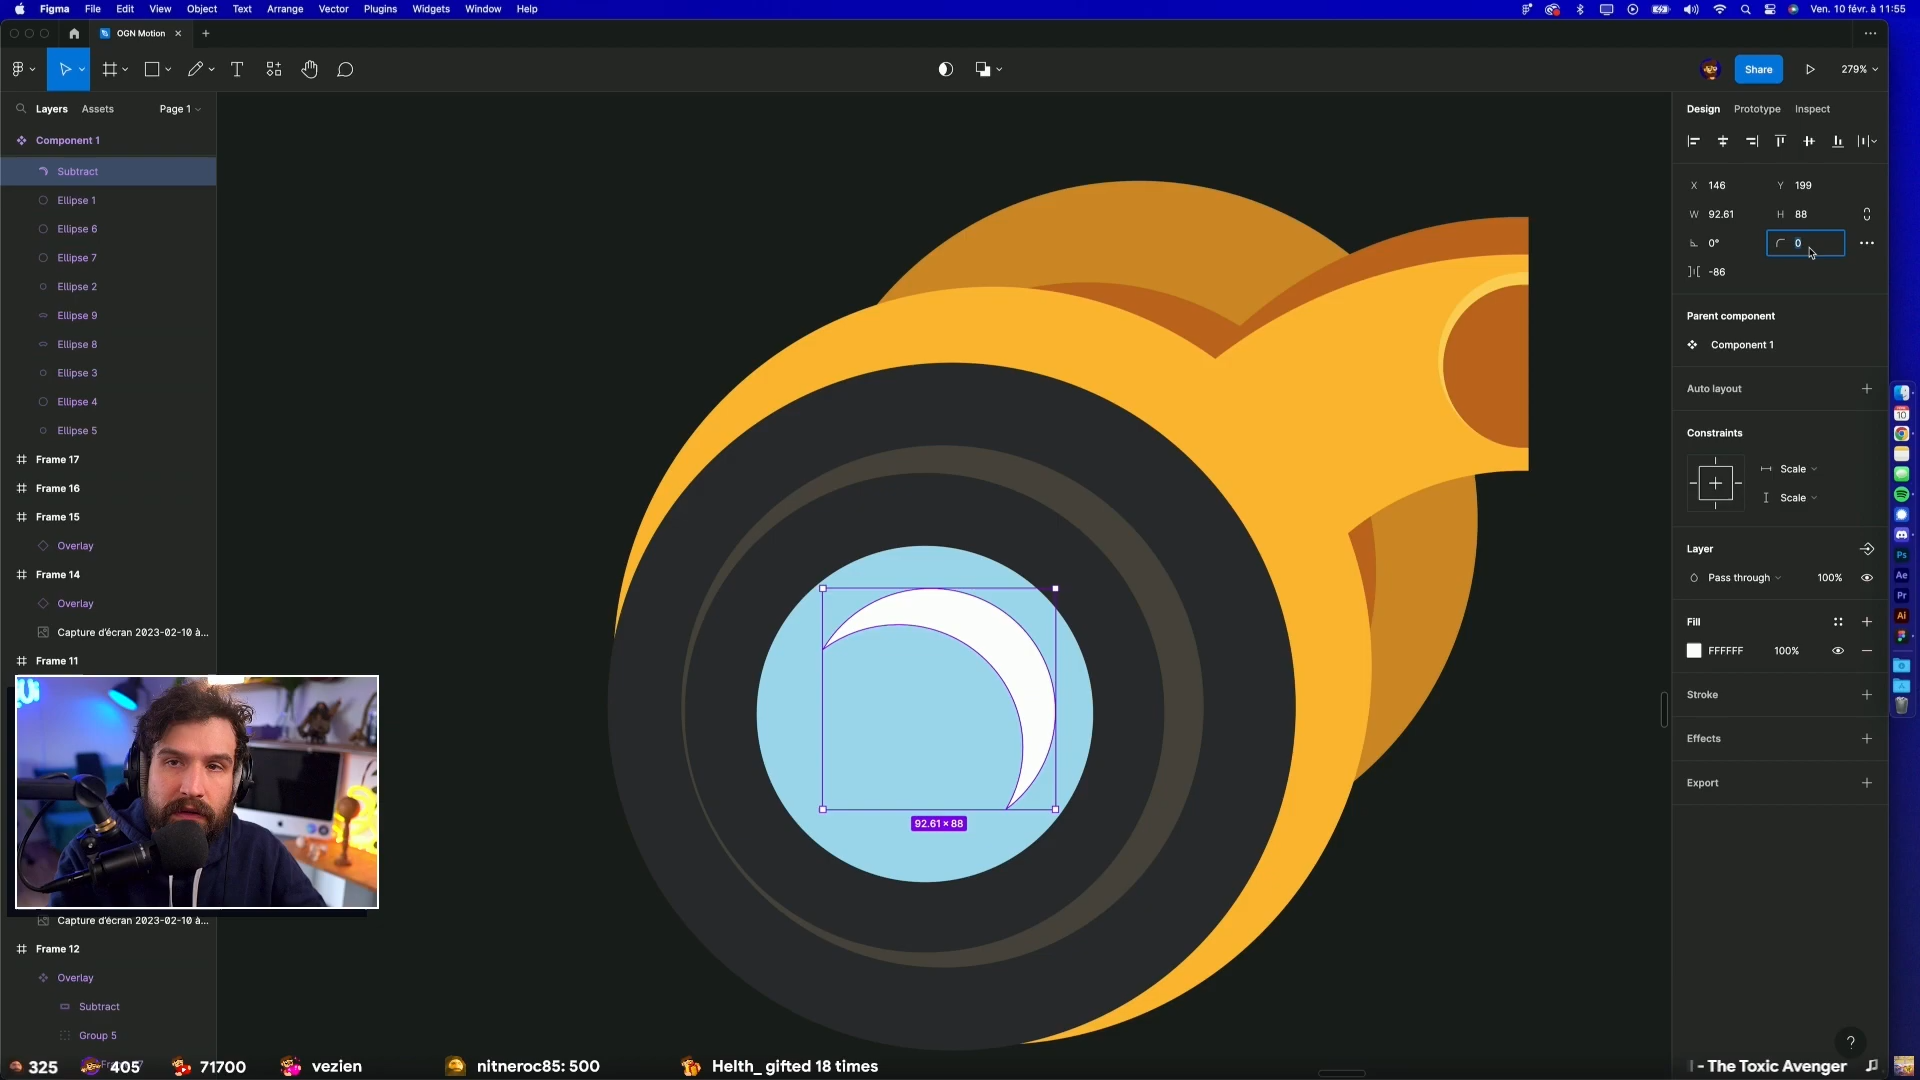 Figma File Edit View Object Text Arrange Vector Plugins Widgets Window Help Ven. 10 févr. à 11:55
OGN Motion
Share 279%
Layers Assets Page 1
Design Prototype Inspect
Component 1
Subtract
Ellipse 1
Ellipse 6
Ellipse 7
Ellipse 2
Ellipse 9
Ellipse 8
Ellipse 3
Ellipse 4
Ellipse 5
Frame 17
Frame 16
Frame 15
Overlay
Frame 14
Overlay
Capture d'écran 2023-02-10 à...
Frame 11
Capture d'écran 2023-02-10 à...
Frame 12
Overlay
Subtract
Group 5
92.61 × 88
X 146 Y 199
W 92.61 H 88
0° 0
-86
Parent component
Component 1
Auto layout
Constraints
Scale
Scale
Layer
Pass through 100%
Fill
FFFFFF 100%
Stroke
Effects
Export
?
10
Ps
Ae
Pr
Ai
325 405 71700 vezien nitneroc85: 500 Helth_ gifted 18 times - The Toxic Avenger